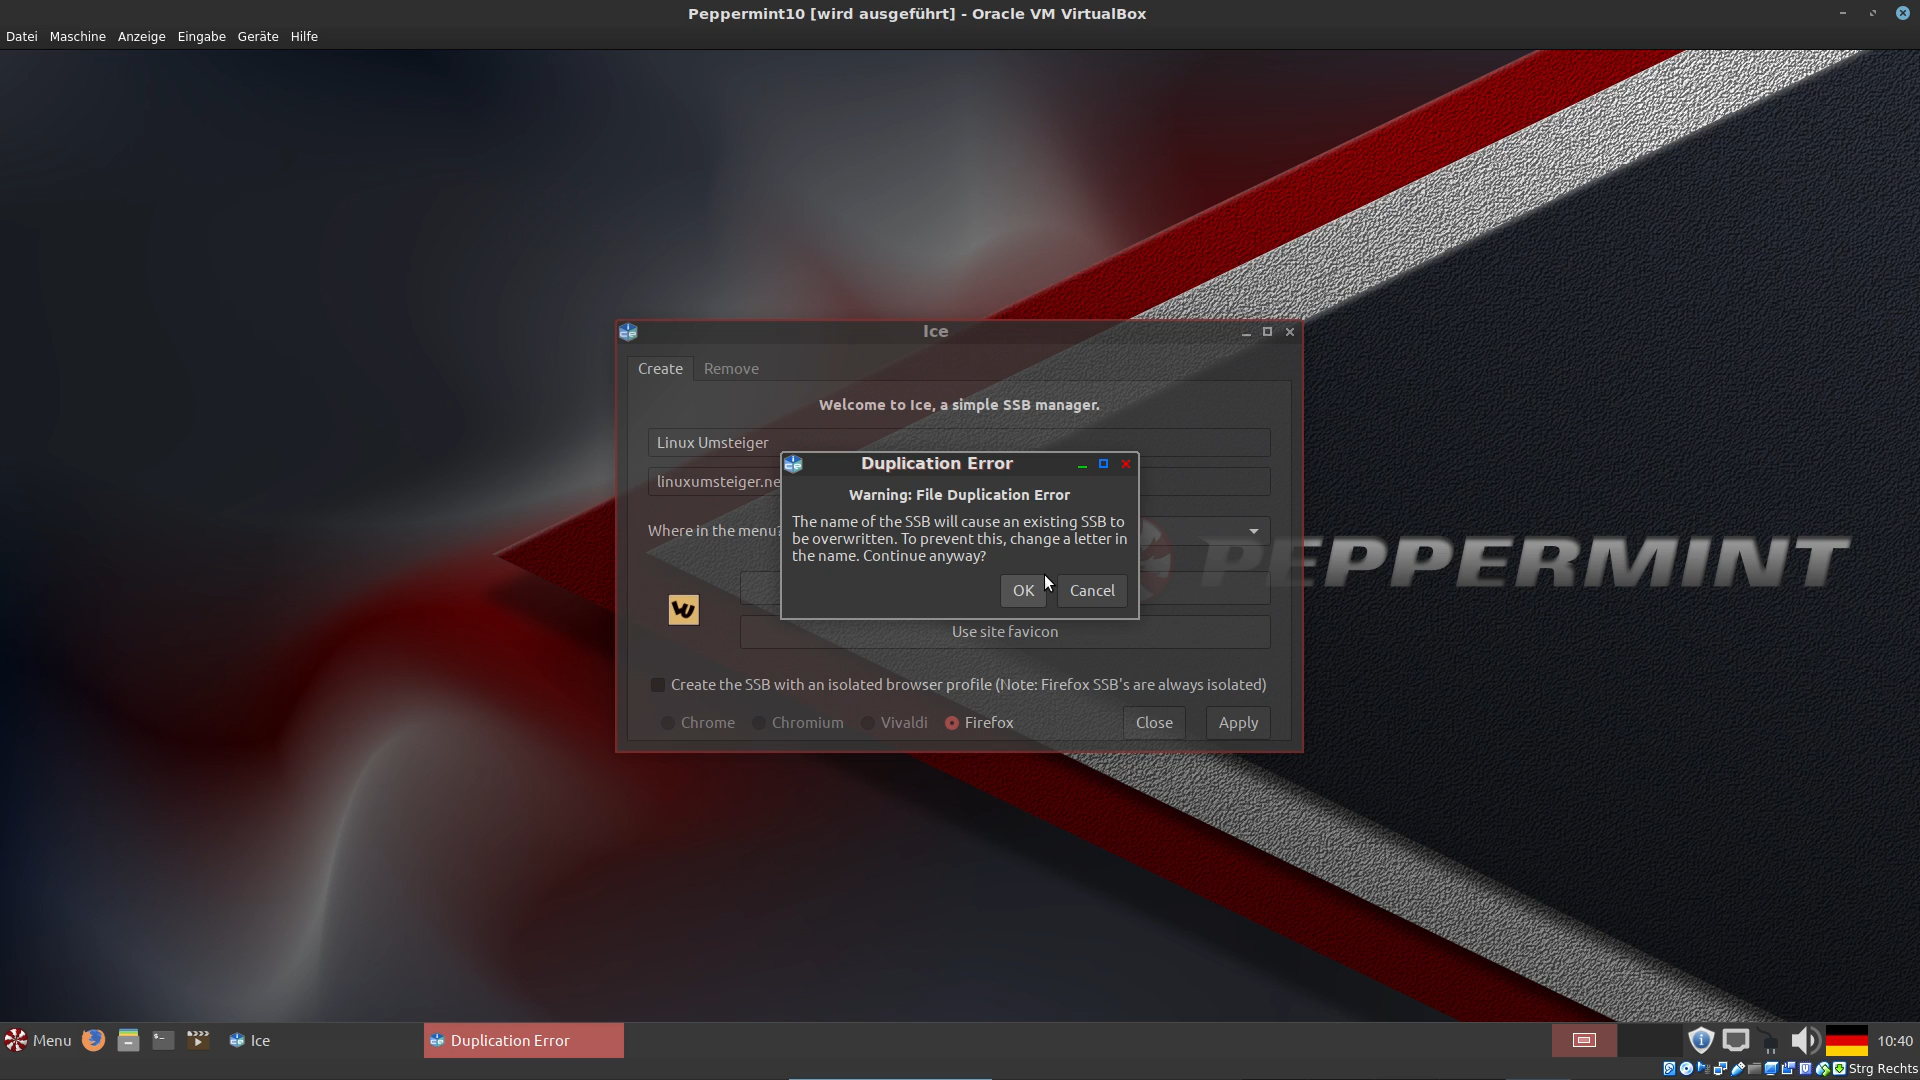 Peppermint10 [wird ausgeführt] - Oracle VM VirtualBox
Datei Maschine Anzeige Eingabe Geräte Hilfe
Ice
Create Remove
Welcome to Ice, a simple SSB manager.
Linux Umsteiger
linuxumsteiger.ne
Where in the menu?
Duplication Error
Warning: File Duplication Error
The name of the SSB will cause an existing SSB to
be overwritten. To prevent this, change a letter in
the name. Continue anyway?
OK Cancel
PEPPERMINT
Use site favicon
Create the SSB with an isolated browser profile (Note: Firefox SSB's are always isolated)
Chrome Chromium Vivaldi Firefox Close Apply
Menu Ice Duplication Error 10:40
Strg Rechts